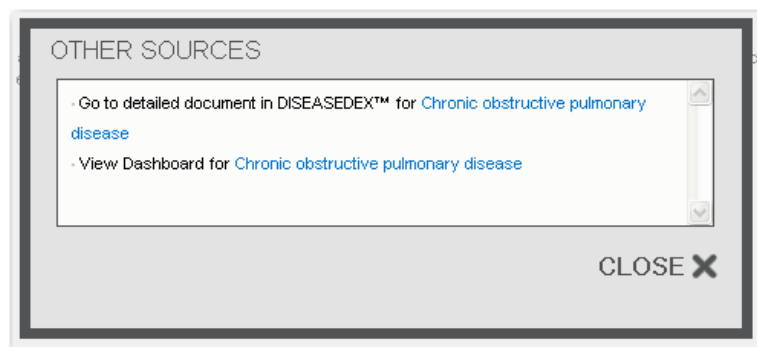 OTHER SOURCES
· Go to detailed document in DISEASEDEX™ for Chronic obstructive pulmonary
disease
· View Dashboard for Chronic obstructive pulmonary disease
CLOSE